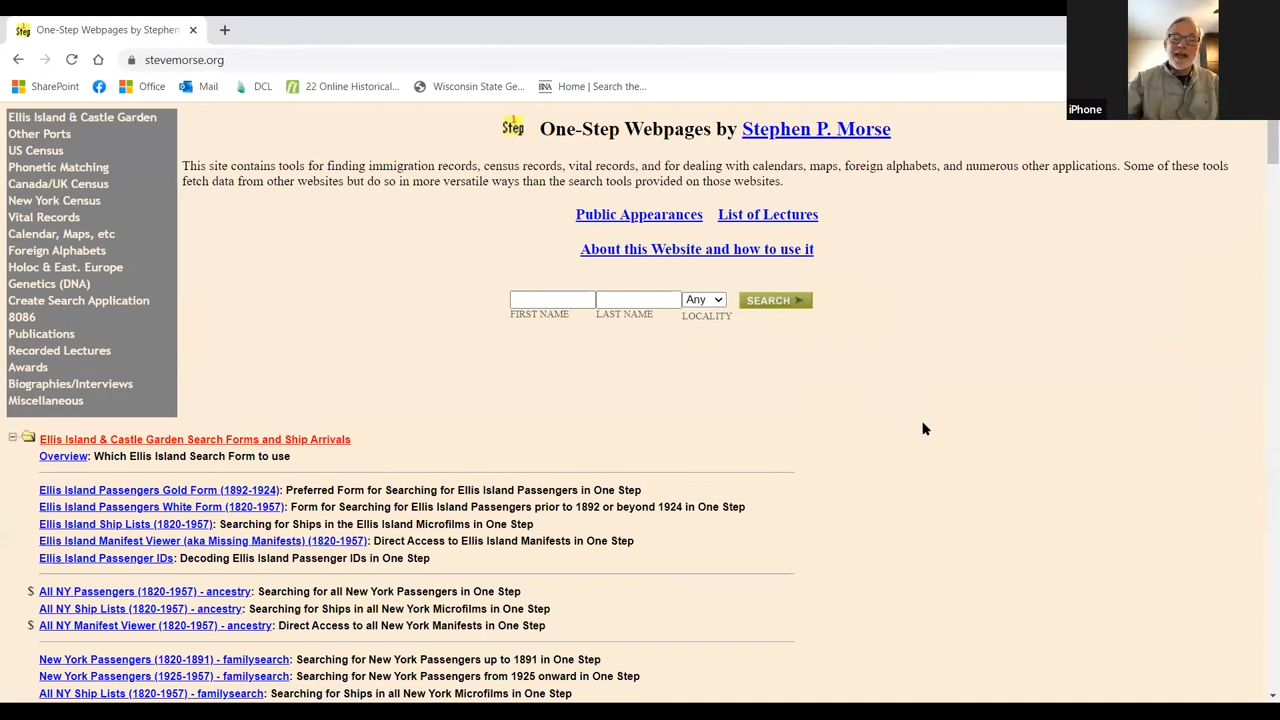 One-Step Webpages by Stephen
stevemorse.org
SharePoint
Office
Mail
DCL
22 Online Historical...
Wisconsin State Ge...
Home | Search the...
iPhone
Ellis Island & Castle Garden
Other Ports
US Census
Phonetic Matching
Canada/UK Census
New York Census
Vital Records
Calendar, Maps, etc
Foreign Alphabets
Holoc & East. Europe
Genetics (DNA)
Create Search Application
8086
Publications
Recorded Lectures
Awards
Biographies/Interviews
Miscellaneous
1 Step One-Step Webpages by Stephen P. Morse
This site contains tools for finding immigration records, census records, vital records, and for dealing with calendars, maps, foreign alphabets, and numerous other applications. Some of these tools
fetch data from other websites but do so in more versatile ways than the search tools provided on those websites.
Public Appearances List of Lectures
About this Website and how to use it
Any SEARCH
FIRST NAME LAST NAME LOCALITY
Ellis Island & Castle Garden Search Forms and Ship Arrivals
Overview: Which Ellis Island Search Form to use
Ellis Island Passengers Gold Form (1892-1924): Preferred Form for Searching for Ellis Island Passengers in One Step
Ellis Island Passengers White Form (1820-1957): Form for Searching for Ellis Island Passengers prior to 1892 or beyond 1924 in One Step
Ellis Island Ship Lists (1820-1957): Searching for Ships in the Ellis Island Microfilms in One Step
Ellis Island Manifest Viewer (aka Missing Manifests) (1820-1957): Direct Access to Ellis Island Manifests in One Step
Ellis Island Passenger IDs: Decoding Ellis Island Passenger IDs in One Step
$ All NY Passengers (1820-1957) - ancestry: Searching for all New York Passengers in One Step
All NY Ship Lists (1820-1957) - ancestry: Searching for Ships in all New York Microfilms in One Step
$ All NY Manifest Viewer (1820-1957) - ancestry: Direct Access to all New York Manifests in One Step
New York Passengers (1820-1891) - familysearch: Searching for New York Passengers up to 1891 in One Step
New York Passengers (1925-1957) - familysearch: Searching for New York Passengers from 1925 onward in One Step
All NY Ship Lists (1820-1957) - familysearch: Searching for Ships in all New York Microfilms in One Step